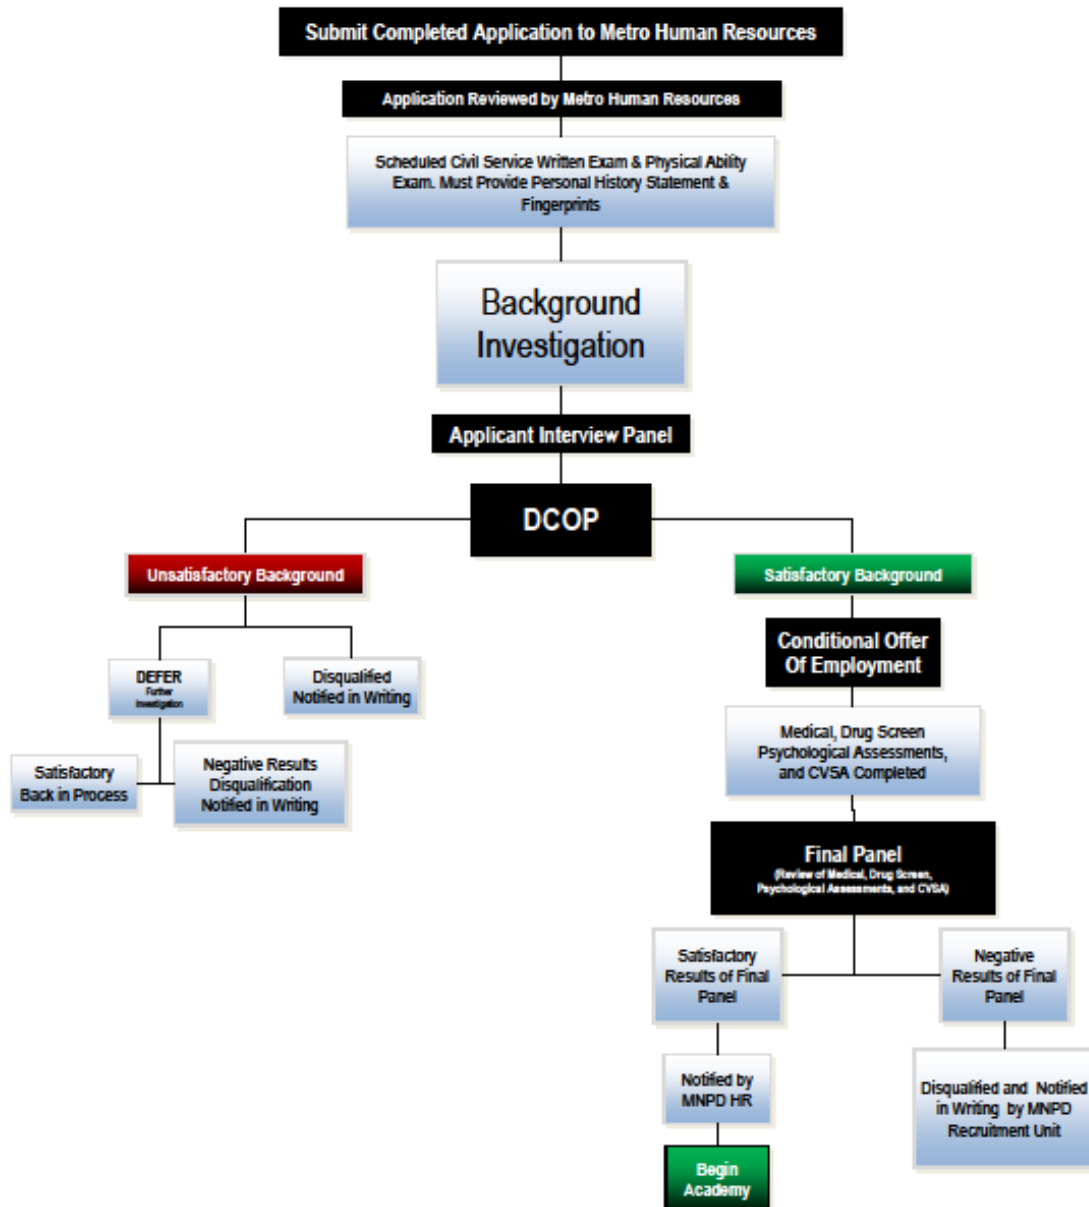 Submit Completed Application to Metro Human Resources
Application Reviewed by Metro Human Resources
Scheduled Civil Service Written Exam & Physical Ability
Exam. Must Provide Personal History Statement &
Fingerprints
Background
Investigation
Applicant Interview Panel
DCOP
Unsatisfactory Background
Satisfactory Background
DEFER
Further
Investigation
Disqualified
Notified in Writing
Satisfactory
Back in Process
Negative Results
Disqualification
Notified in Writing
Conditional Offer
Of Employment
Medical, Drug Screen
Psychological Assessments,
and CVSA Completed
Final Panel
(Review of Medical, Drug Screen,
Psychological Assessments, and CVSA)
Satisfactory
Results of Final
Panel
Negative
Results of Final
Panel
Notified by
MNPD HR
Disqualified and Notified
in Writing by MNPD
Recruitment Unit
Begin
Academy